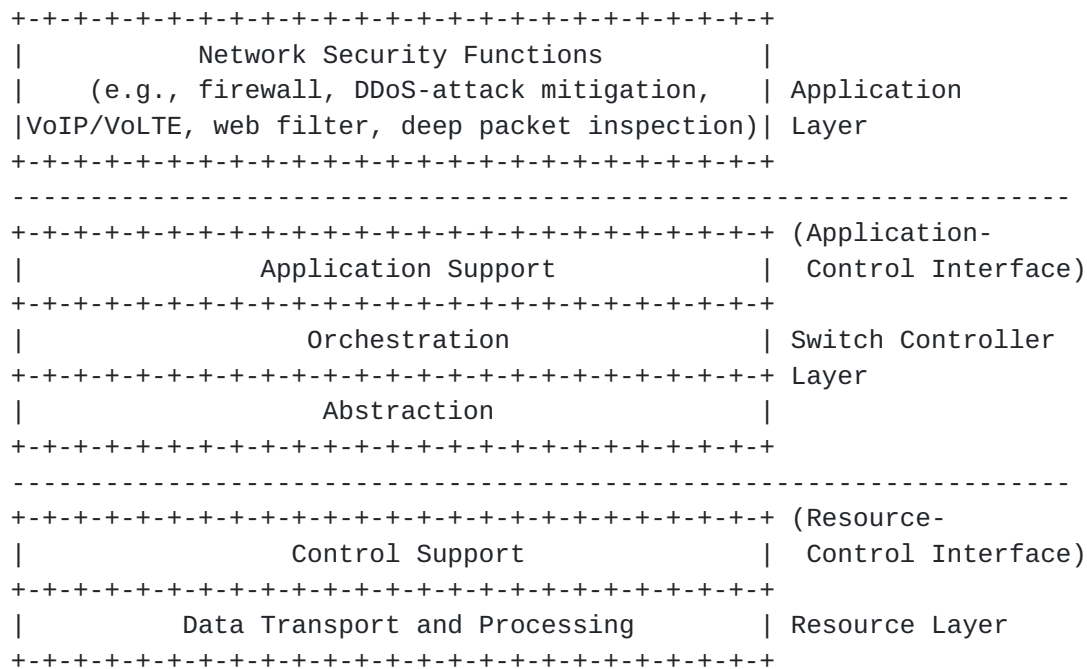 +-+-+-+-+-+-+-+-+-+-+-+-+-+-+-+-+-+-+-+-+-+-+-+-+
|           Network Security Functions          |
|    (e.g., firewall, DDoS-attack mitigation,   | Application
|VoIP/VoLTE, web filter, deep packet inspection)| Layer
+-+-+-+-+-+-+-+-+-+-+-+-+-+-+-+-+-+-+-+-+-+-+-+-+
--------------------------------------------------------------------
+-+-+-+-+-+-+-+-+-+-+-+-+-+-+-+-+-+-+-+-+-+-+-+-+ (Application-
|               Application Support             |  Control Interface)
+-+-+-+-+-+-+-+-+-+-+-+-+-+-+-+-+-+-+-+-+-+-+-+-+
|                  Orchestration                | Switch Controller
+-+-+-+-+-+-+-+-+-+-+-+-+-+-+-+-+-+-+-+-+-+-+-+-+ Layer
|                   Abstraction                 |
+-+-+-+-+-+-+-+-+-+-+-+-+-+-+-+-+-+-+-+-+-+-+-+-+
--------------------------------------------------------------------
+-+-+-+-+-+-+-+-+-+-+-+-+-+-+-+-+-+-+-+-+-+-+-+-+ (Resource-
|                 Control Support               |  Control Interface)
+-+-+-+-+-+-+-+-+-+-+-+-+-+-+-+-+-+-+-+-+-+-+-+-+
|          Data Transport and Processing        | Resource Layer
+-+-+-+-+-+-+-+-+-+-+-+-+-+-+-+-+-+-+-+-+-+-+-+-+